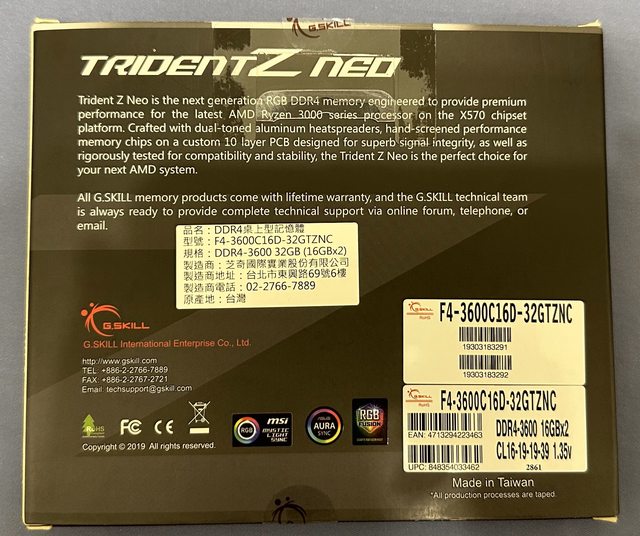 G.SKILL
TRIDENTZ NEO
Trident Z Neo is the next generation RGB DDR4 memory engineered to provide premium
performance for the latest AMD Ryzen 3000 series processor on the X570 chipset
platform. Crafted with dual-toned aluminum heatspreaders, hand-screened performance
memory chips on a custom 10 layer PCB designed for superb signal integrity, as well as
rigorously tested for compatibility and stability, the Trident Z Neo is the perfect choice for
your next AMD system.
All G.SKILL memory products come with lifetime warranty, and the G.SKILL technical team
is always ready to provide complete technical support via online forum, telephone, or
email.
品名：DDR4桌上型記憶體
型號：F4-3600C16D-32GTZNC
規格：DDR4-3600 32GB (16GBx2)
製造商：芝奇國際實業股份有限公司
製造商地址：台北市東興路69號6樓
製造商電話：02-2766-7889
原產地：台灣
G.SKILL
G.SKILL International Enterprise Co., Ltd.
http://www.gskill.com
TEL : +886-2-2766-7889
FAX : +886-2-2767-2721
Email :techsupport@gskill.com
RoHS
FC CE
RGB
msi
MYSTIC
LIGHT
SYNC
ASUS
AURA
SYNC
RGB
FUSION
Copyright © 2019 All rights reserved.
G.SKILL
RoHS
F4-3600C16D-32GTZNC
19303183291
19303183292
G.SKILL
RoHS
F4-3600C16D-32GTZNC
EAN: 4713294223463
DDR4-3600 16GBx2
CL16-19-19-39 1.35v
UPC: 848354033462
2861
Made in Taiwan
*All production processes are taped.